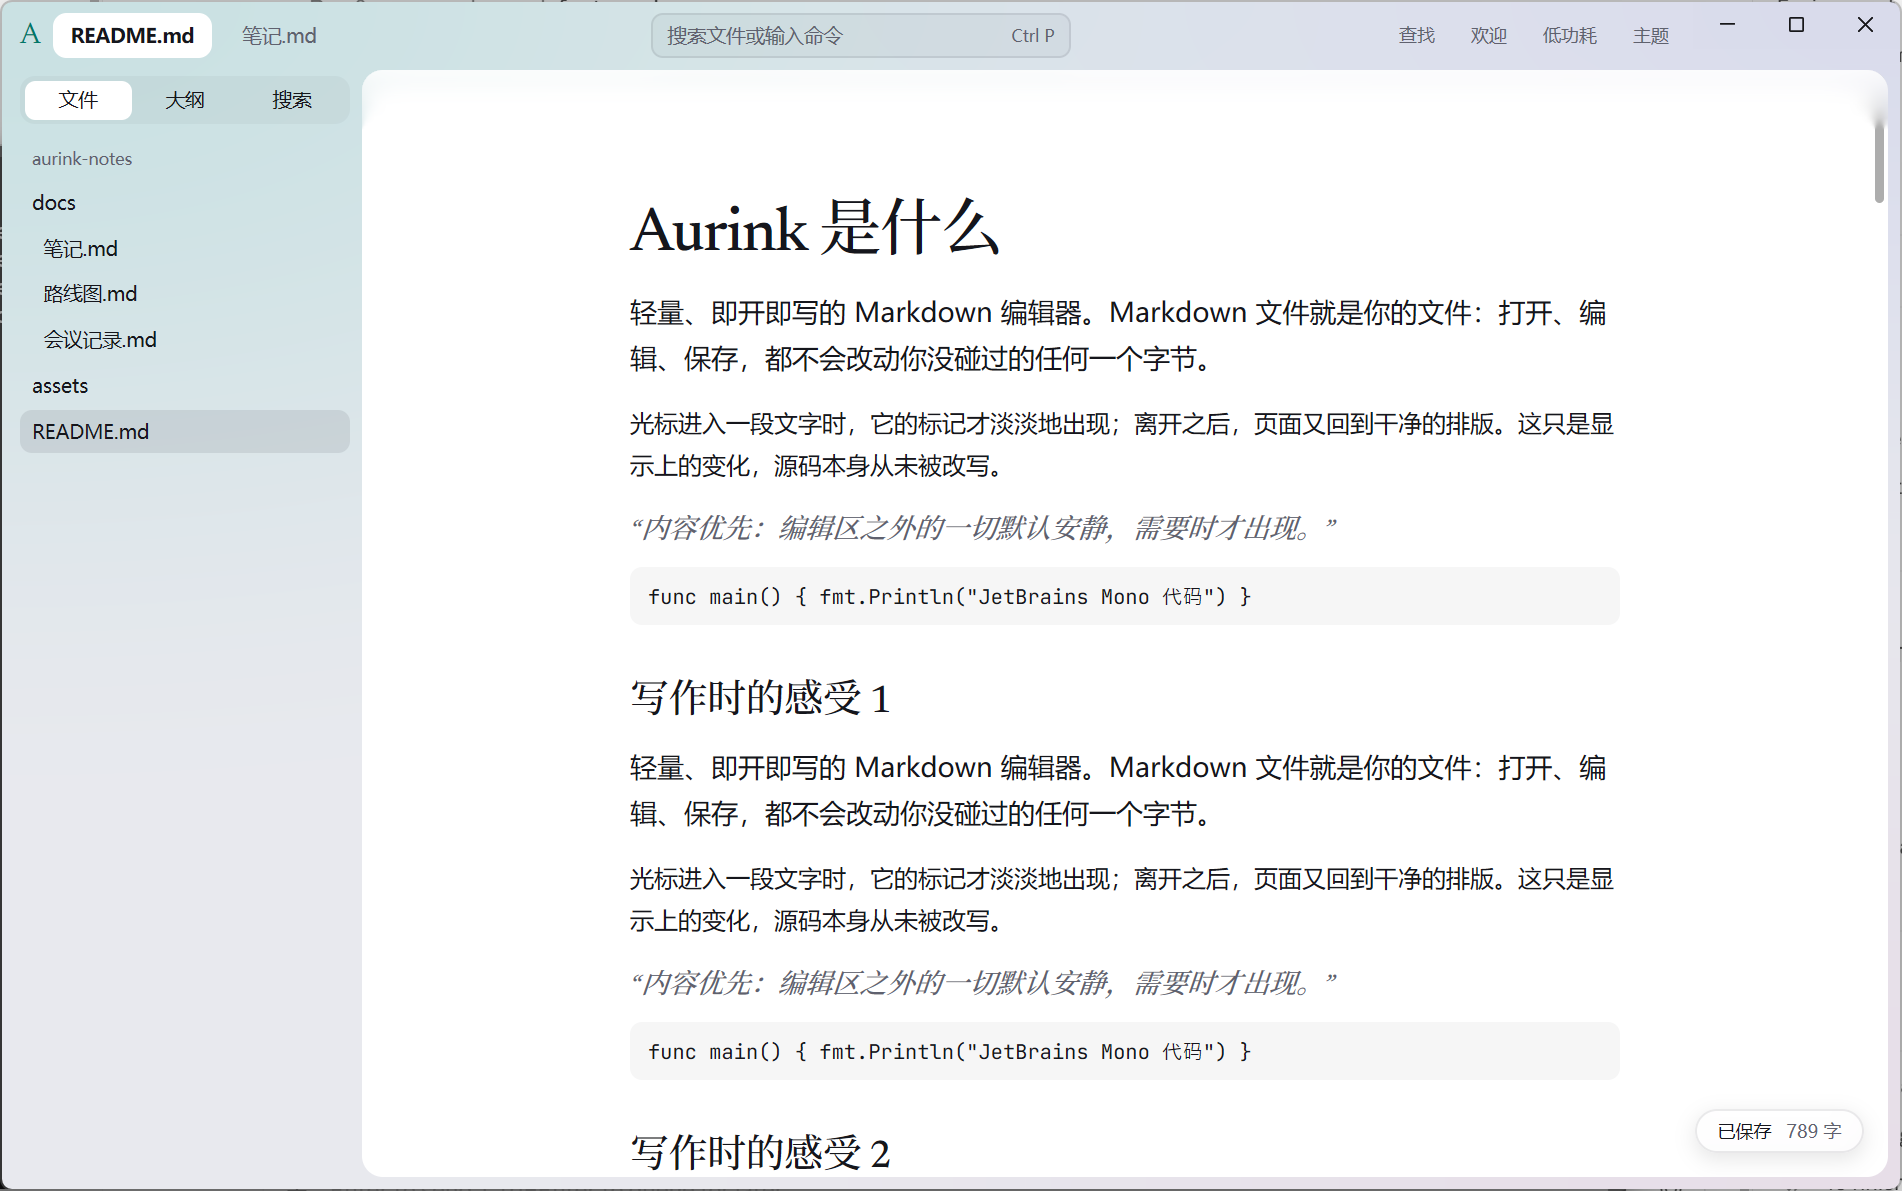 A README.md 笔记.md 搜索文件或输入命令 Ctrl P 查找 欢迎 低功耗 主题
文件 大纲 搜索
aurink-notes
docs
笔记.md
路线图.md
会议记录.md
assets
README.md
Aurink 是什么
轻量、即开即写的 Markdown 编辑器。Markdown 文件就是你的文件：打开、编
辑、保存，都不会改动你没碰过的任何一个字节。
光标进入一段文字时，它的标记才淡淡地出现；离开之后，页面又回到干净的排版。这只是显
示上的变化，源码本身从未被改写。
“内容优先：编辑区之外的一切默认安静，需要时才出现。”
func main() { fmt.Println("JetBrains Mono 代码") }
写作时的感受 1
轻量、即开即写的 Markdown 编辑器。Markdown 文件就是你的文件：打开、编
辑、保存，都不会改动你没碰过的任何一个字节。
光标进入一段文字时，它的标记才淡淡地出现；离开之后，页面又回到干净的排版。这只是显
示上的变化，源码本身从未被改写。
“内容优先：编辑区之外的一切默认安静，需要时才出现。”
func main() { fmt.Println("JetBrains Mono 代码") }
写作时的感受 2
已保存 789 字